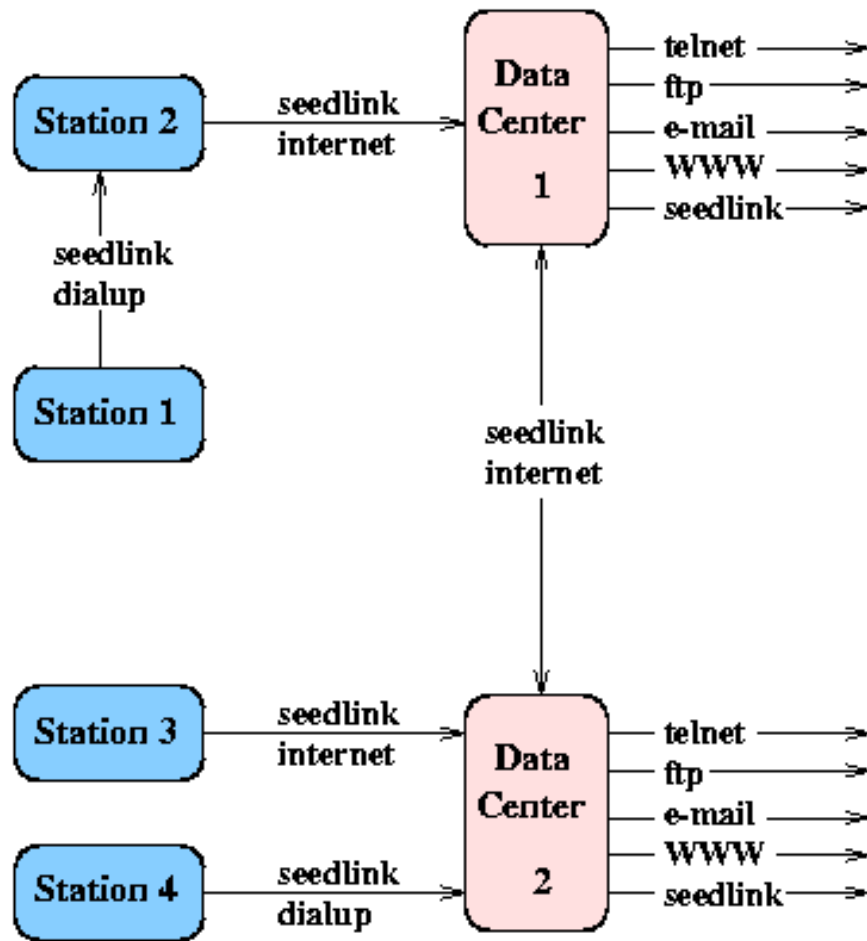 Data
Center
1
telnet
ftp
e-mail
WWW
seedlink
Station 2
seedlink
internet
seedlink
dialup
Station 1
seedlink
internet
Station 3
seedlink
internet
Data
Center
2
telnet
ftp
e-mail
WWW
seedlink
Station 4
seedlink
dialup